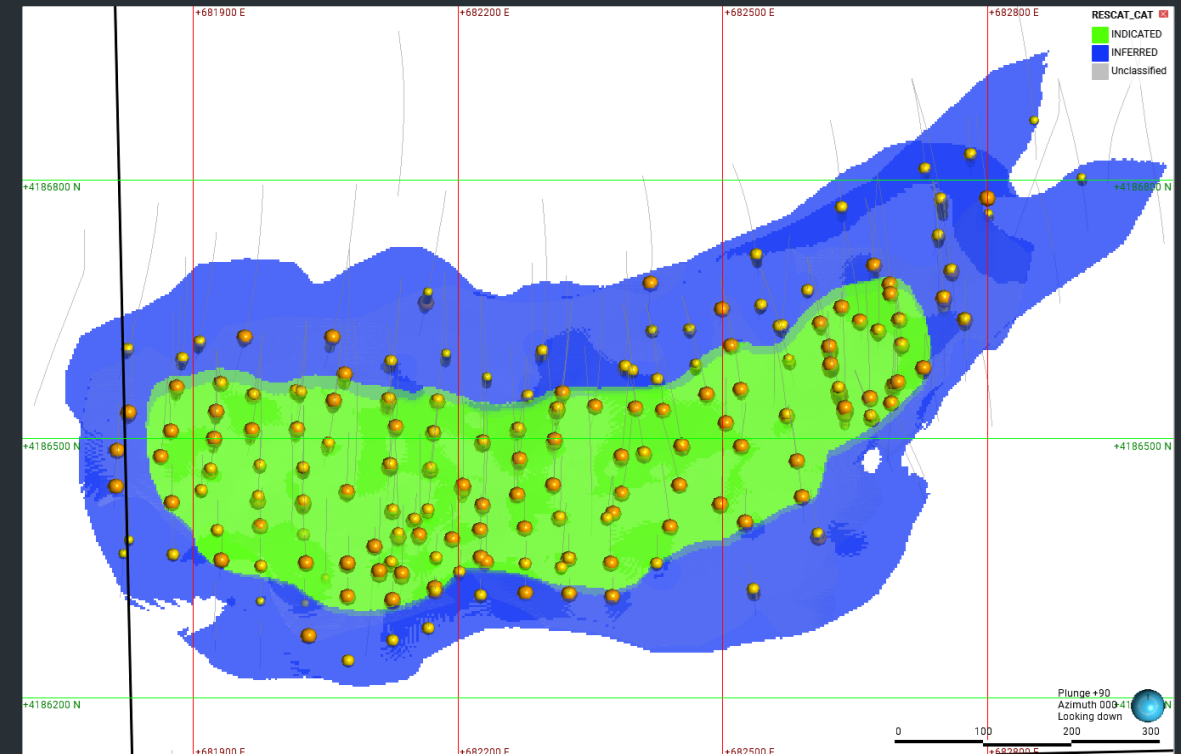 +681900 E
+682200 E
+682500 E
+682800 E
RESCAT_CAT
INDICATED
INFERRED
Unclassified
+4186800 N
+4186800 N
+4186500 N
+4186500 N
Plunge +90
Azimuth 000
Looking down
+4186200 N
+41
N
0
100
200
300
+681900 E
+682200 E
+682500 E
+682800 E